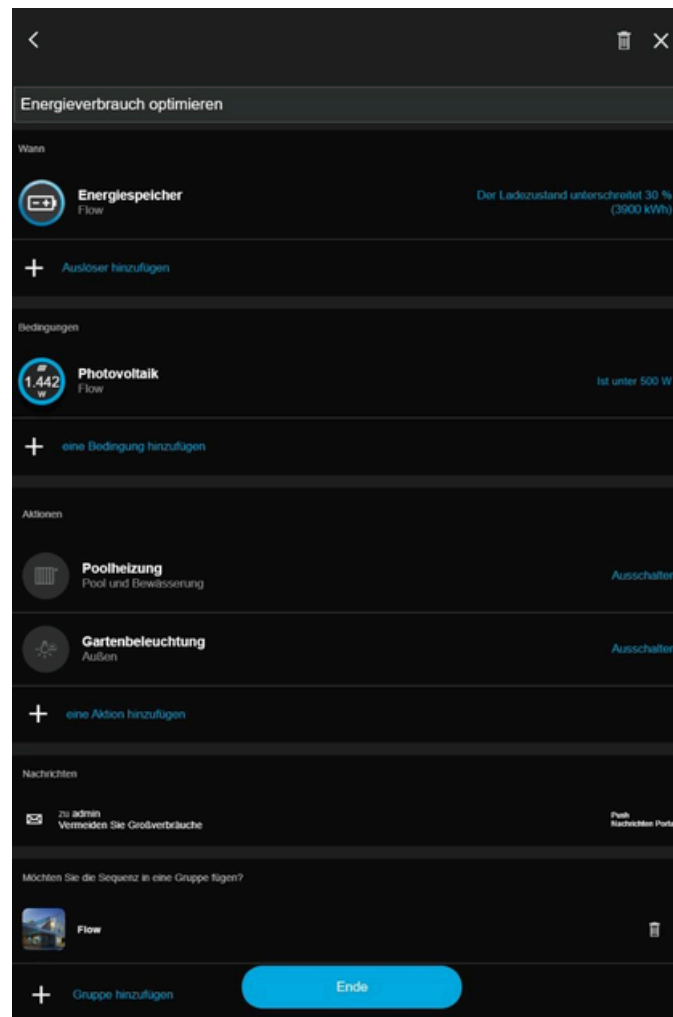 Energieverbrauch optimieren
Wann
Energiespeicher
Flow
Der Ladezustand unterschreitet 30 %
(3900 kWh)
Auslöser hinzufügen
Bedingungen
1.442
W
Photovoltaik
Flow
Ist unter 500 W
eine Bedingung hinzufügen
Aktionen
Poolheizung
Pool und Bewässerung
Ausschalten
Gartenbeleuchtung
Außen
Ausschalten
eine Aktion hinzufügen
Nachrichten
zu admin
Vermeiden Sie Großverbräuche
Push
Nachrichten Porta
Möchten Sie die Sequenz in eine Gruppe fügen?
Flow
Gruppe hinzufügen
Ende